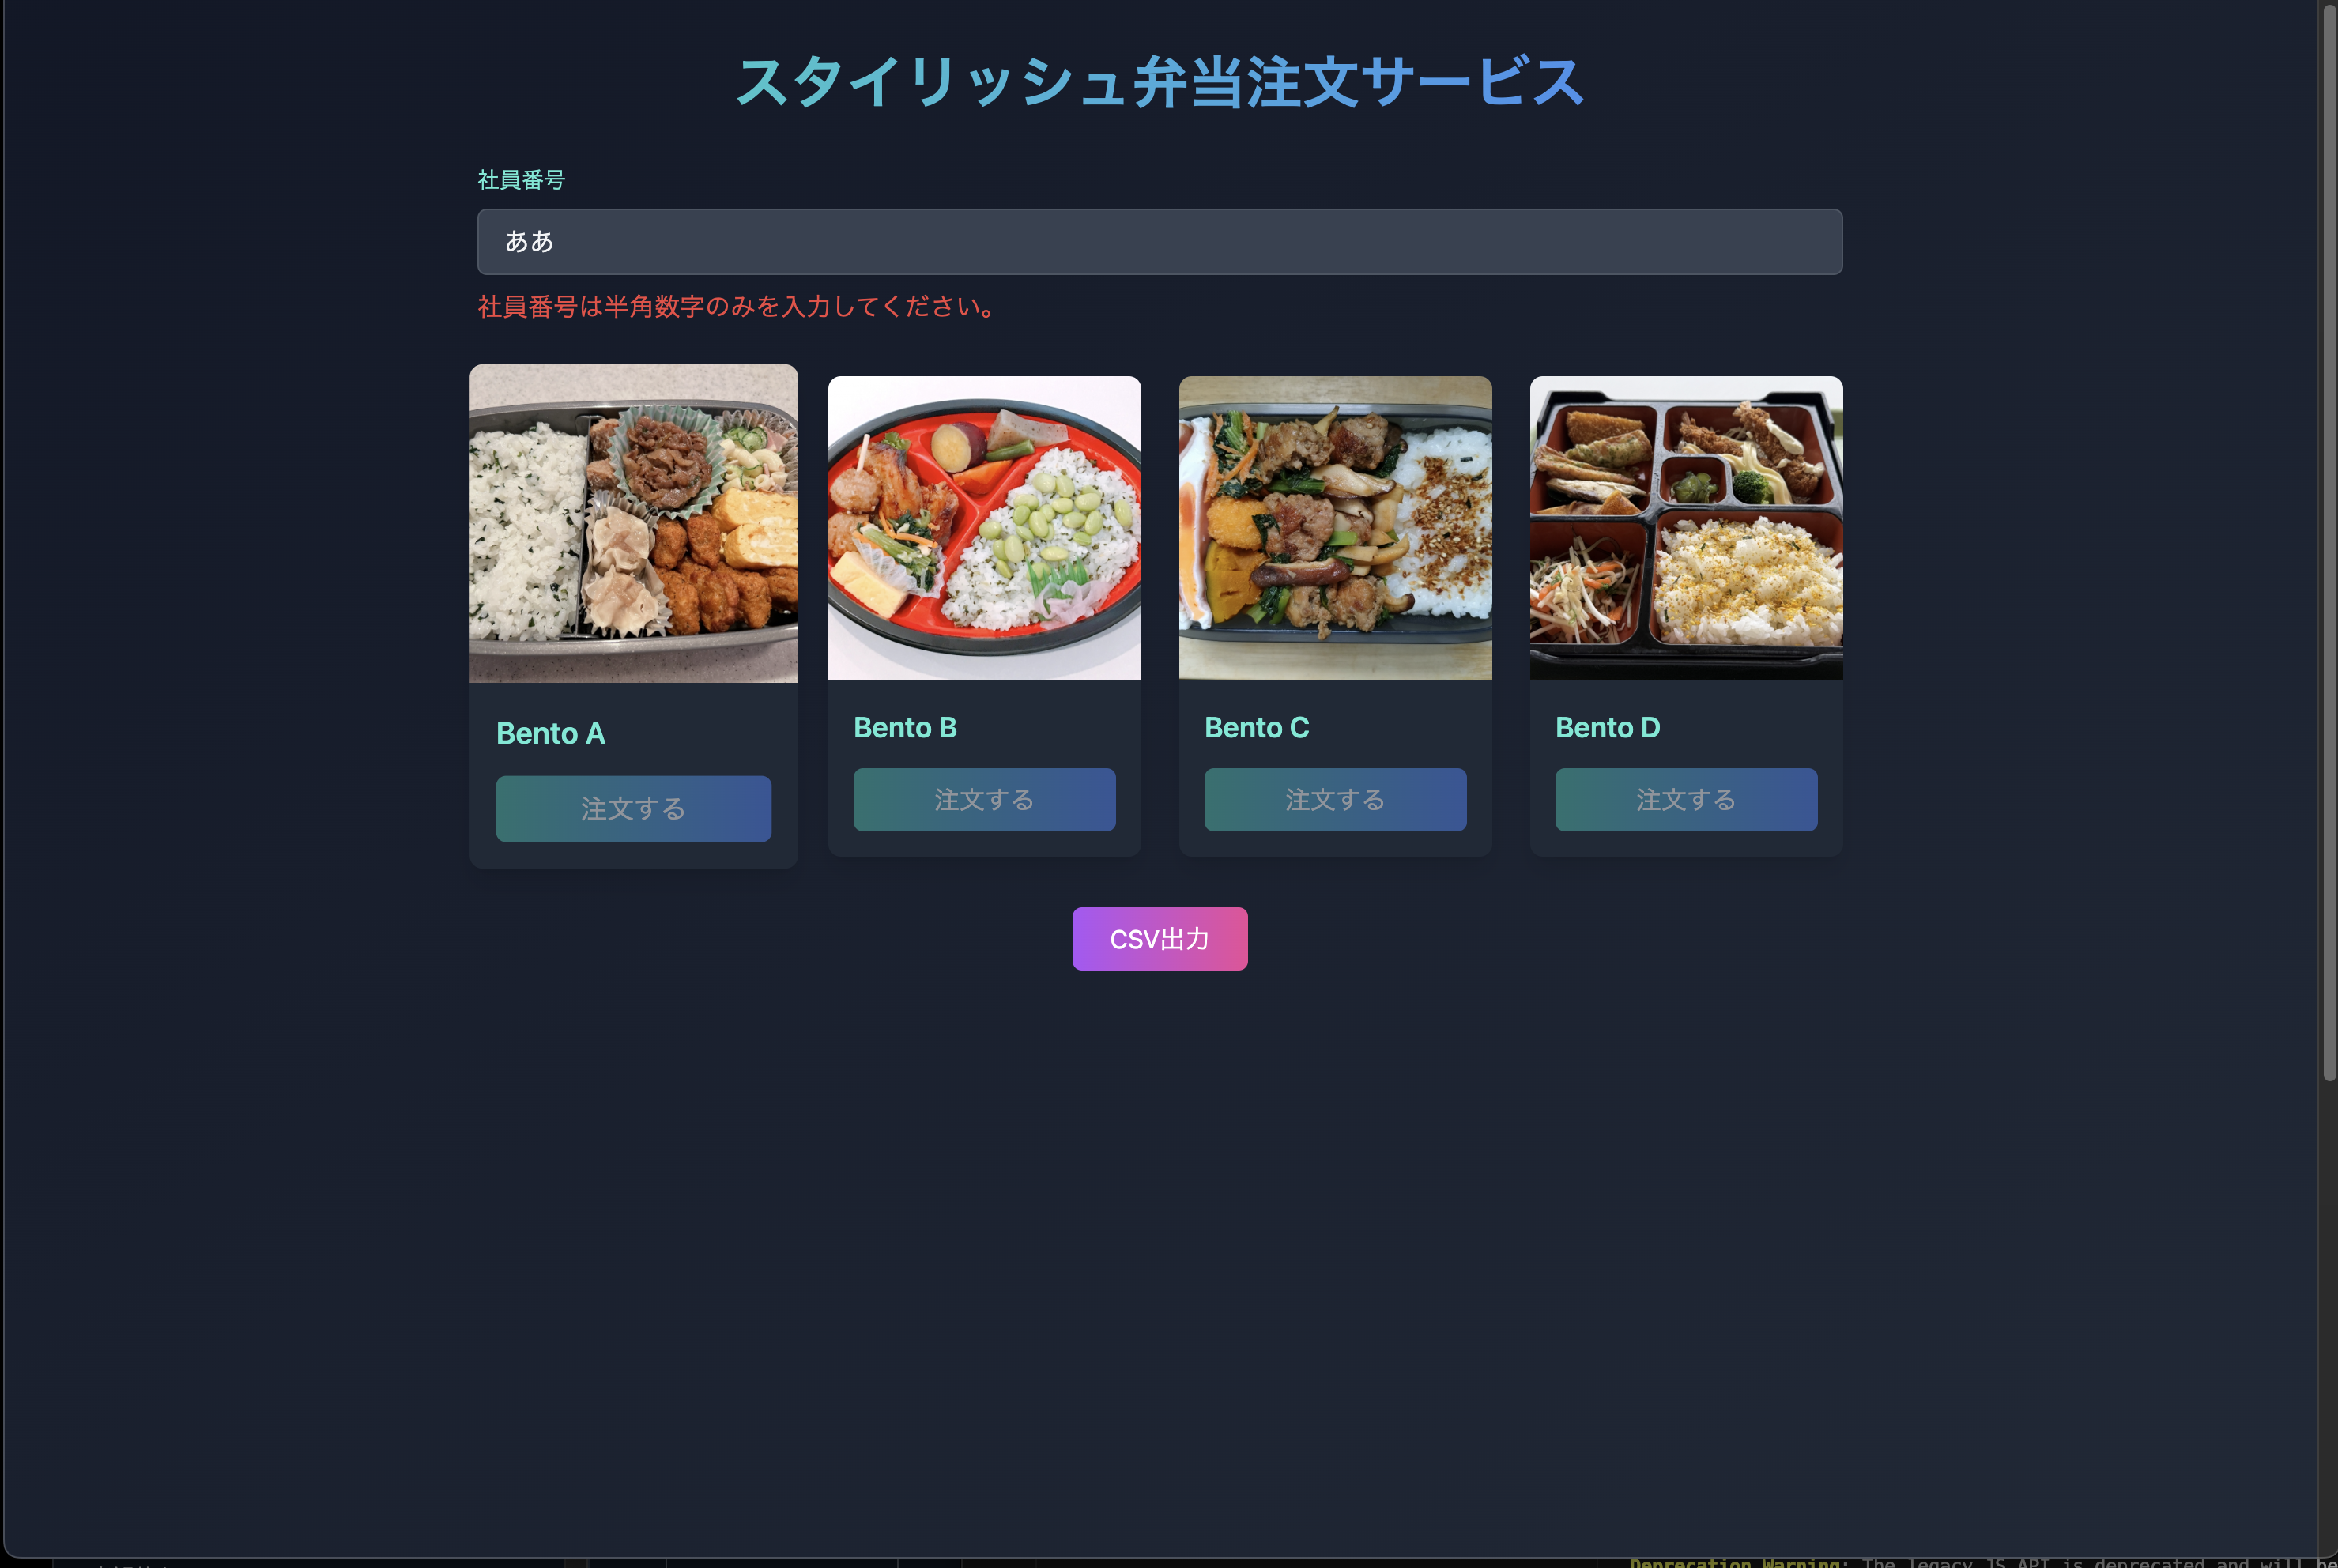 スタイリッシュ弁当注文サービス
社員番号
ああ
社員番号は半角数字のみを入力してください。
Bento A
Bento B
Bento C
Bento D
注文する
注文する
注文する
注文する
CSV出力
Deprecation Warning: The legacy JS API is deprecated and will be